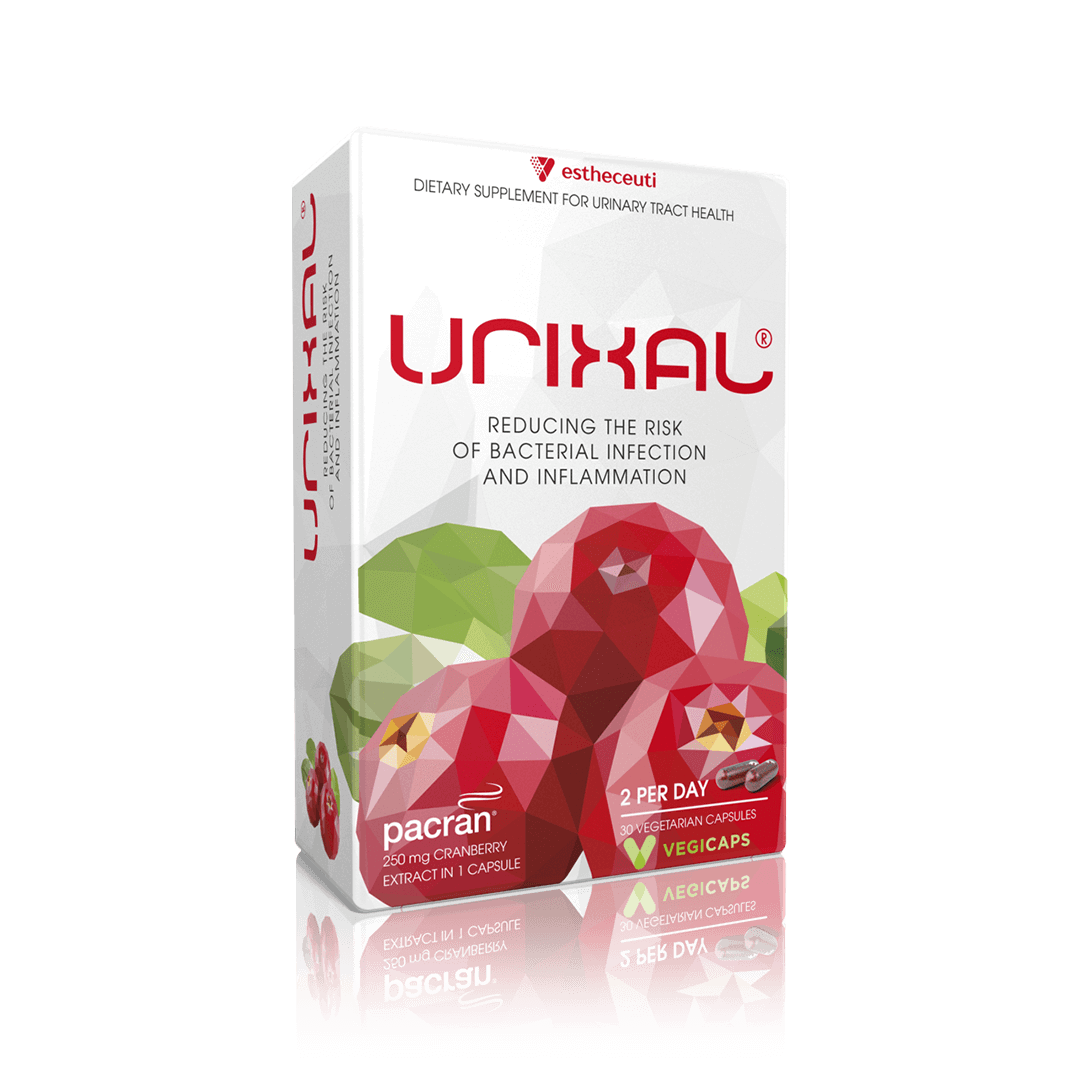 estheceuti
DIETARY SUPPLEMENT FOR URINARY TRACT HEALTH
URIXAL®
REDUCING THE RISK
OF BACTERIAL INFECTION
AND INFLAMMATION
pacran®
250 mg CRANBERRY
EXTRACT IN 1 CAPSULE
2 PER DAY
30 VEGETARIAN CAPSULES
VEGICAPS
URIXAL®
REDUCING THE RISK
OF BACTERIAL INFECTION
AND INFLAMMATION